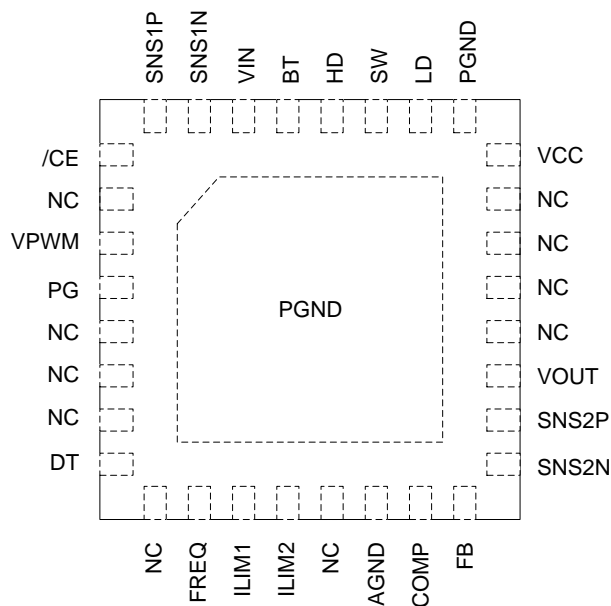 SNS1P
SNS1N
VIN
BT
HD
SW
LD
PGND
/CE
NC
VPWM
PG
NC
NC
NC
DT
PGND
VCC
NC
NC
NC
NC
VOUT
SNS2P
SNS2N
NC
FREQ
ILIM1
ILIM2
NC
AGND
COMP
FB